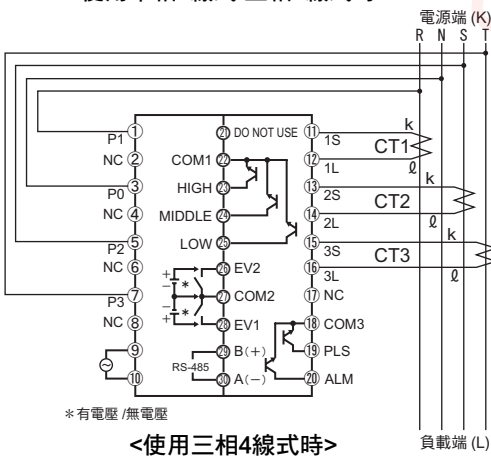 電源端 (K)
R N S T
① P1
NC ②
③ P0
NC ④
⑤ P2
NC ⑥
⑦ P3
NC ⑧
⑨
⑩
㉑ DO NOT USE
COM1 ㉒
HIGH ㉓
MIDDLE ㉔
LOW ㉕
㉖ EV2
㉗ COM2
㉘ EV1
㉙ B(+)
RS-485
㉚ A(−)
+
−
*
−
*
+
⑪ 1S
⑫ 1L
⑬ 2S
⑭ 2L
⑮ 3S
⑯ 3L
⑰ NC
⑱ COM3
⑲ PLS
⑳ ALM
k
CT1
ℓ
k
CT2
ℓ
k
CT3
ℓ
*有電壓 /無電壓
<使用三相4線式時>
負載端 (L)